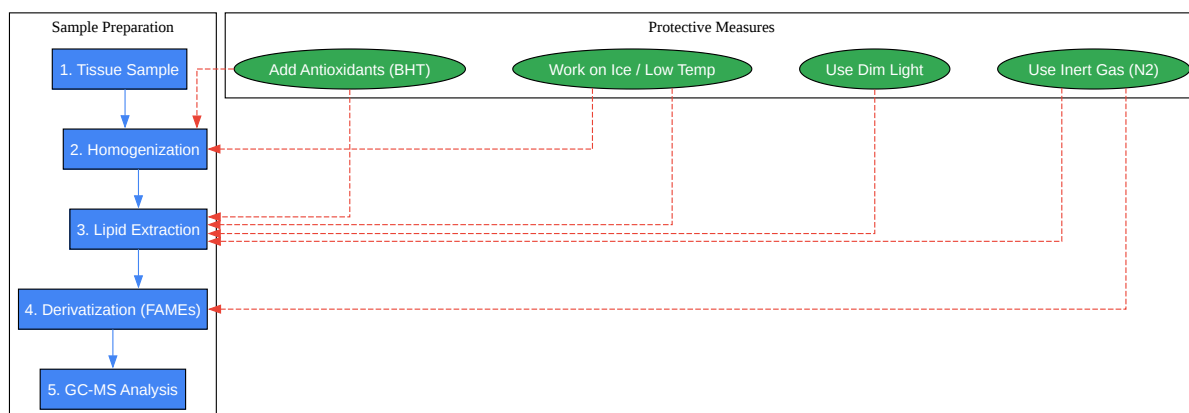 Sample Preparation
Protective Measures
1. Tissue Sample
Add Antioxidants (BHT)
Work on Ice / Low Temp
Use Dim Light
Use Inert Gas (N2)
2. Homogenization
3. Lipid Extraction
4. Derivatization (FAMEs)
5. GC-MS Analysis